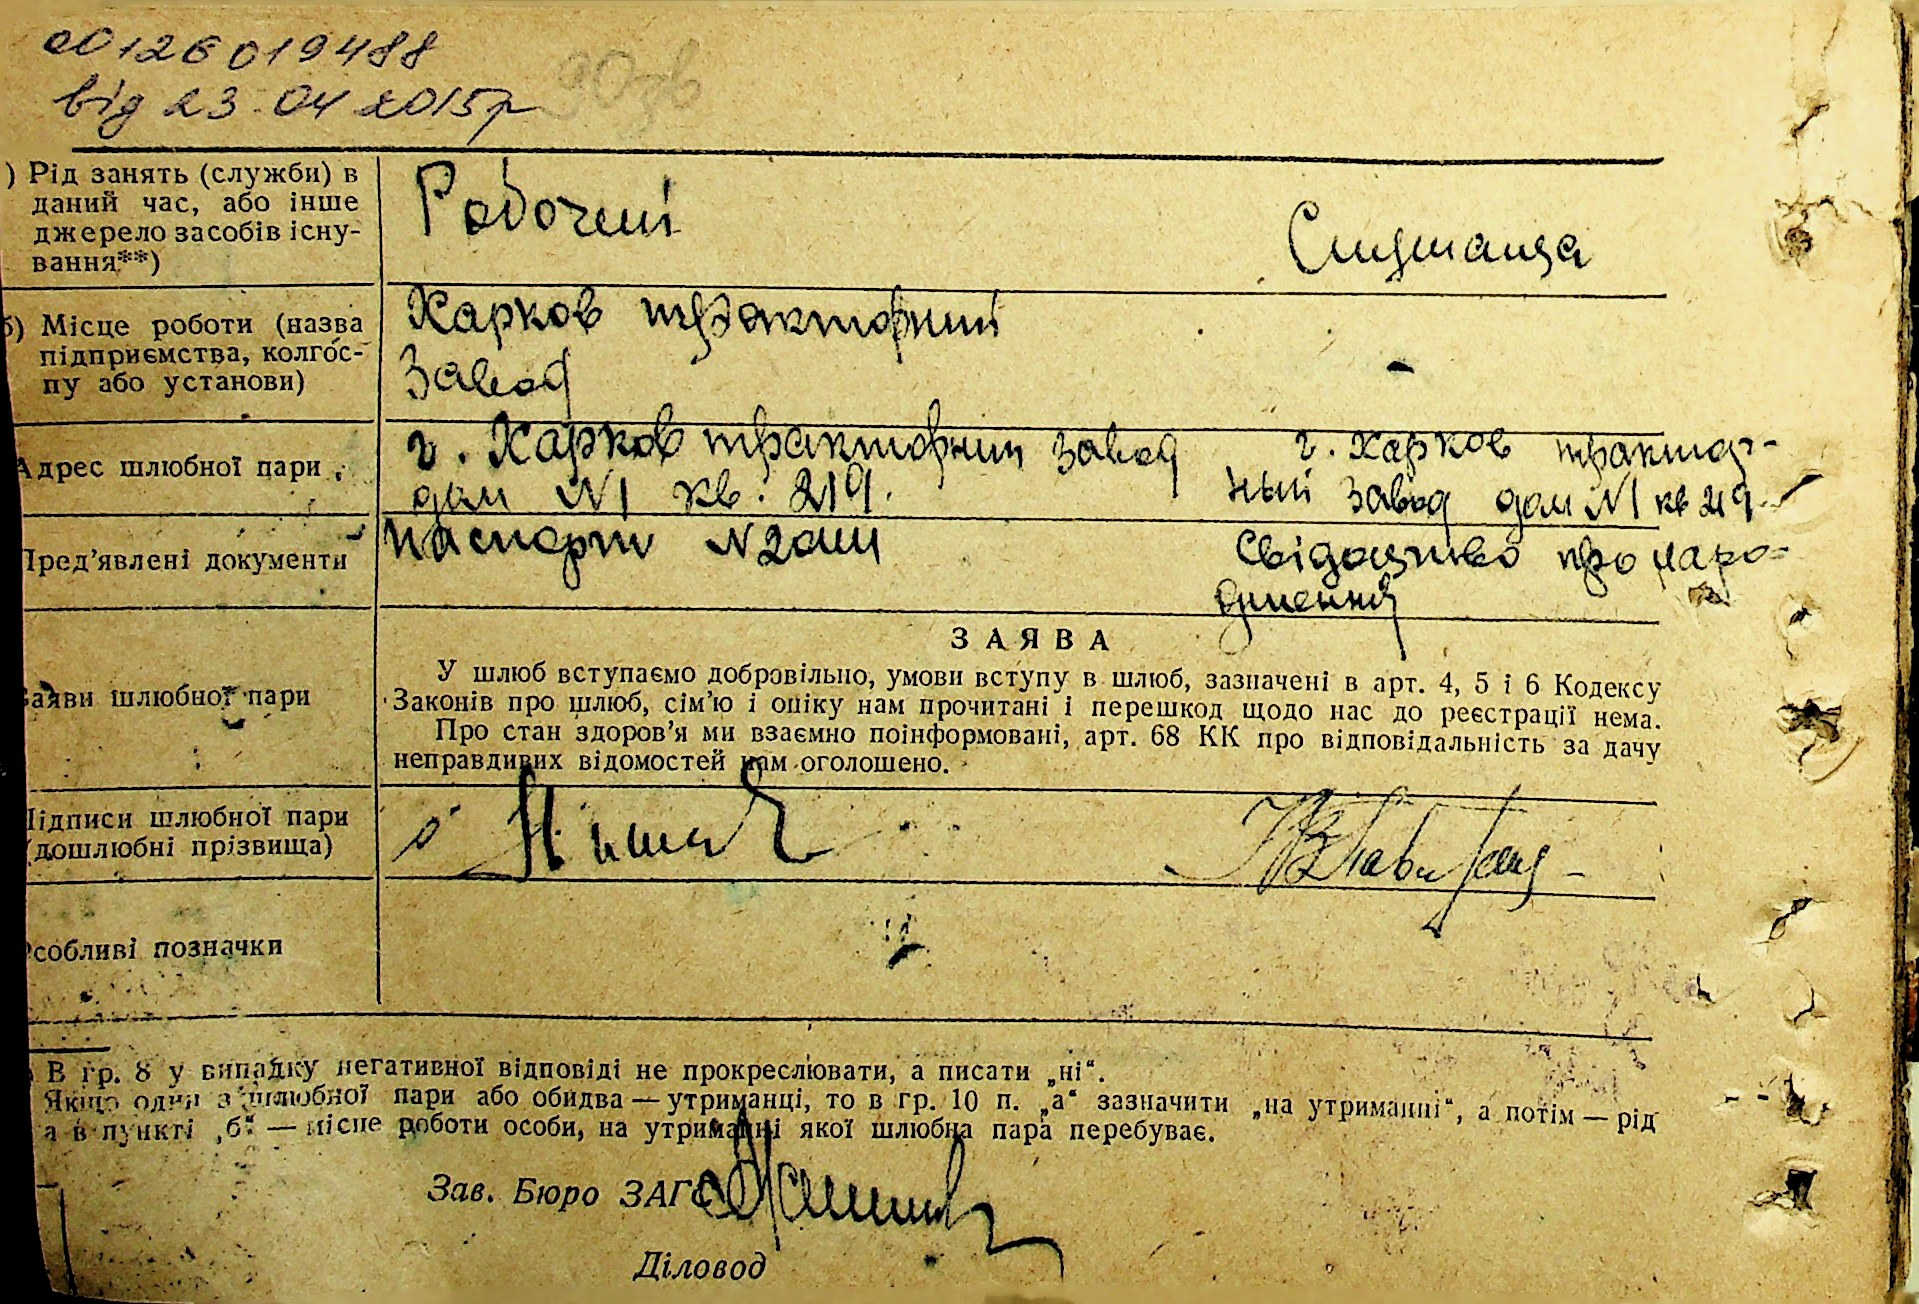 00126019488
від 23 04 2015р
) Рід занять (служби) в
даний час, або інше
джерело засобів існу-
вання**)
Робочий
Студентка
б) Місце роботи (назва
підприємства, колгос-
пу або установи)
Харков тракторний
завод
Адрес шлюбної пари
г. Харков тракторний завод
дом №1 кв. 219.
г. Харков трактор-
ный завод дом №1 кв 219
Пред'явлені документи
паспорт
Свідоцтво про наро-
дження
Заяви шлюбної пари
ЗАЯВА
У шлюб вступаємо добровільно, умови вступу в шлюб, зазначені в арт. 4, 5 і 6 Кодексу
Законів про шлюб, сім'ю і опіку нам прочитані і перешкод щодо нас до реєстрації нема.
Про стан здоров'я ми взаємно поінформовані, арт. 68 КК про відповідальність за дачу
неправдивих відомостей нам оголошено.
Підписи шлюбної пари
(дошлюбні прізвища)
Особливі позначки
В гр. 8 у випадку негативної відповіді не прокреслювати, а писати „ні“.
Якщо один з шлюбної пари або обидва — утриманці, то в гр. 10 п. „а“ зазначити „на утриманні“, а потім — рід
а в пункті „б“ — місце роботи особи, на утриманні якої шлюбна пара перебуває.
Зав. Бюро ЗАГС
Діловод